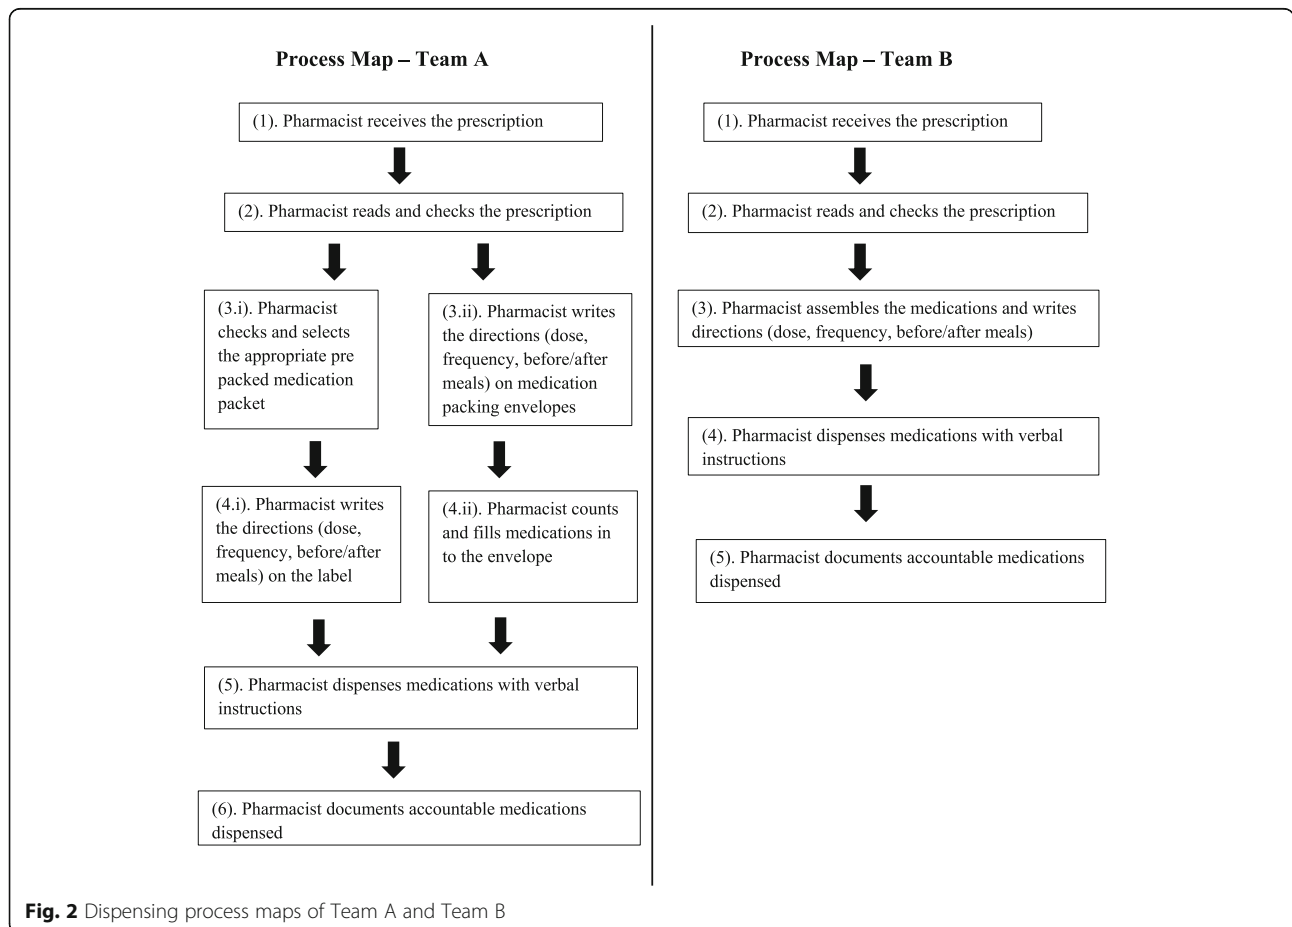 Process Map – Team A
(1). Pharmacist receives the prescription
(2). Pharmacist reads and checks the prescription
(3.i). Pharmacist
checks and selects
the appropriate pre
packed medication
packet
(3.ii). Pharmacist writes
the directions (dose,
frequency, before/after
meals) on medication
packing envelopes
(4.i). Pharmacist writes
the directions (dose,
frequency, before/after
meals) on the label
(4.ii). Pharmacist counts
and fills medications in
to the envelope
(5). Pharmacist dispenses medications with verbal
instructions
(6). Pharmacist documents accountable medications
dispensed
Process Map – Team B
(1). Pharmacist receives the prescription
(2). Pharmacist reads and checks the prescription
(3). Pharmacist assembles the medications and writes
directions (dose, frequency, before/after meals)
(4). Pharmacist dispenses medications with verbal
instructions
(5). Pharmacist documents accountable medications
dispensed
Fig. 2 Dispensing process maps of Team A and Team B